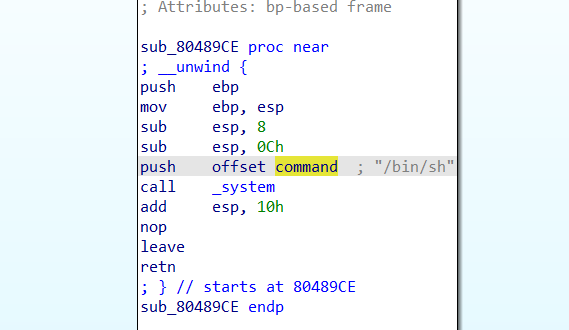 ; Attributes: bp-based frame
sub_80489CE proc near
; __unwind {
push ebp
mov ebp, esp
sub esp, 8
sub esp, 0Ch
push offset command ; "/bin/sh"
call _system
add esp, 10h
nop
leave
retn
; } // starts at 80489CE
sub_80489CE endp